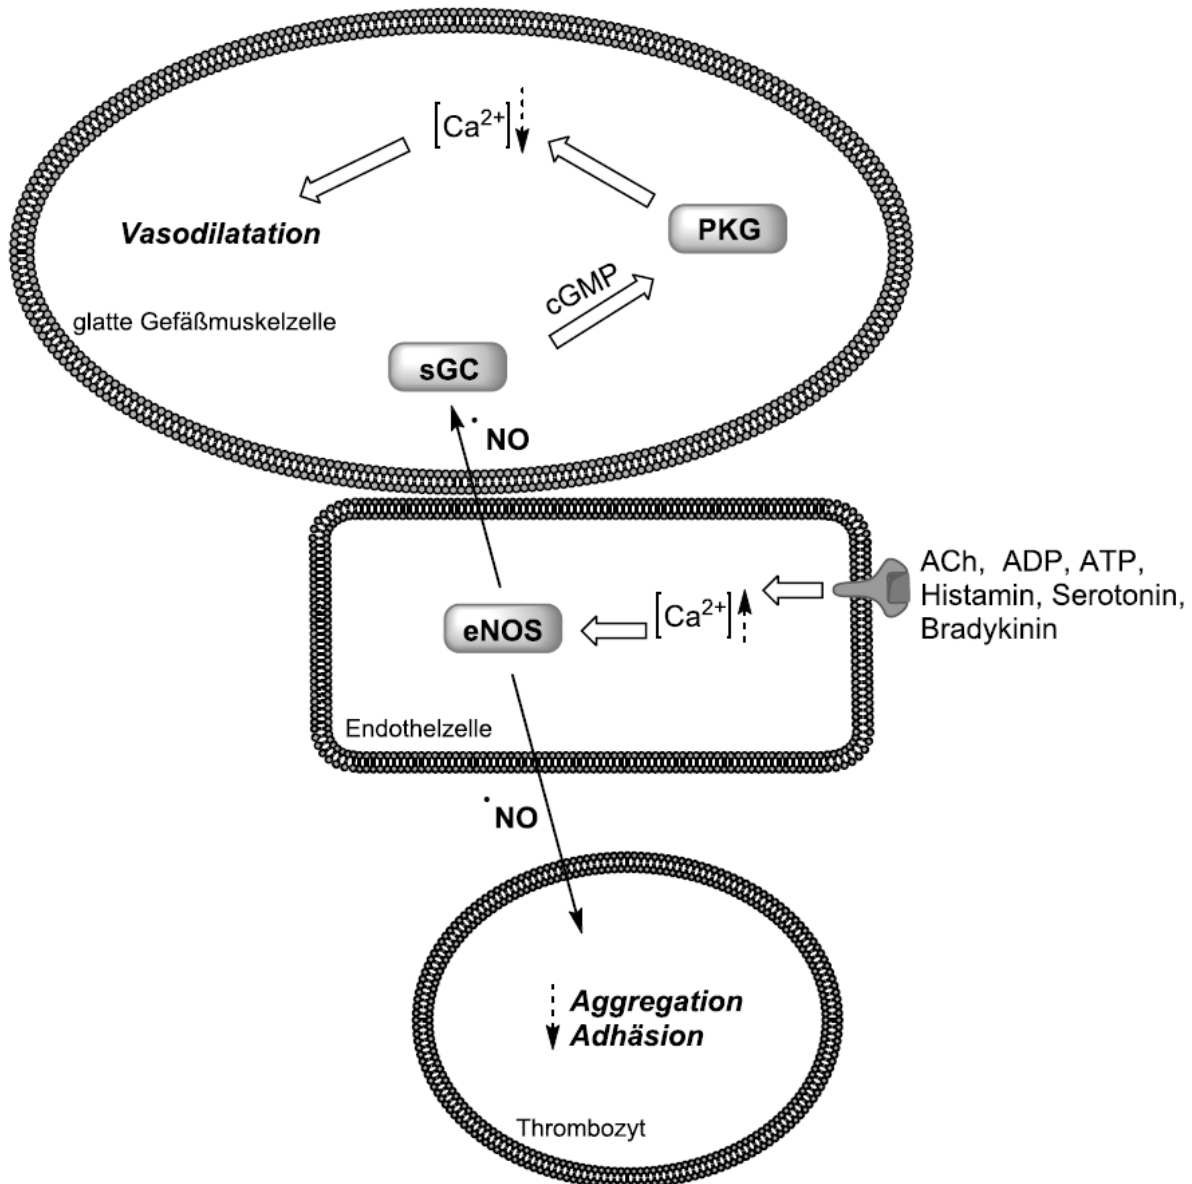 [Ca²⁺]
Vasodilatation
PKG
cGMP
glatte Gefäßmuskelzelle
sGC
·NO
ACh, ADP, ATP,
Histamin, Serotonin,
Bradykinin
[Ca²⁺]
eNOS
Endothelzelle
·NO
Aggregation
Adhäsion
Thrombozyt